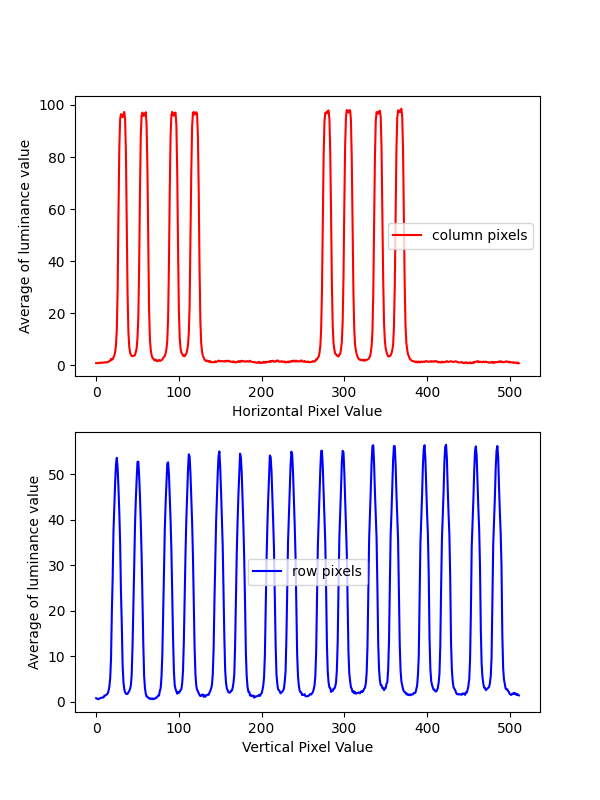 100
80
60
40
20
0
Average of luminance value
column pixels
0 100 200 300 400 500
Horizontal Pixel Value
50
40
30
20
10
0
Average of luminance value
row pixels
0 100 200 300 400 500
Vertical Pixel Value